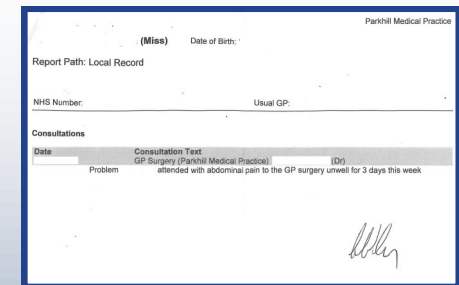 Parkhill Medical Practice
(Miss) Date of Birth:
Report Path: Local Record
NHS Number: Usual GP:
Consultations
Date Consultation Text
GP Surgery (Parkhill Medical Practice) (Dr)
Problem attended with abdominal pain to the GP surgery unwell for 3 days this week